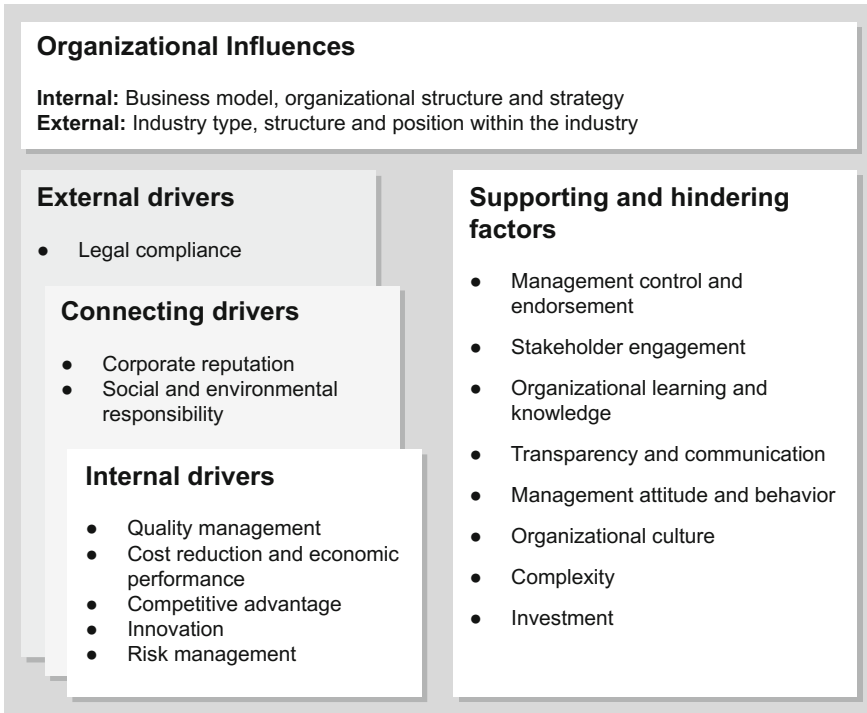 Organizational Influences
Internal: Business model, organizational structure and strategy
External: Industry type, structure and position within the industry
External drivers
● Legal compliance
Connecting drivers
● Corporate reputation
● Social and environmental
responsibility
Internal drivers
● Quality management
● Cost reduction and economic
performance
● Competitive advantage
● Innovation
● Risk management
Supporting and hindering
factors
● Management control and
endorsement
● Stakeholder engagement
● Organizational learning and
knowledge
● Transparency and communication
● Management attitude and behavior
● Organizational culture
● Complexity
● Investment